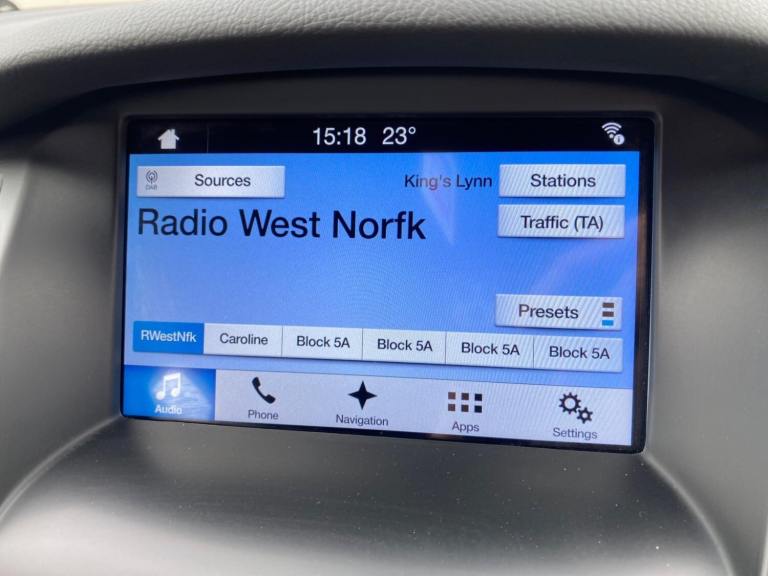 15:18 23°
DAB
Sources
King's Lynn
Stations
Radio West Norfk
Traffic (TA)
Presets
RWestNfk Caroline Block 5A Block 5A Block 5A Block 5A
Audio Phone Navigation Apps Settings